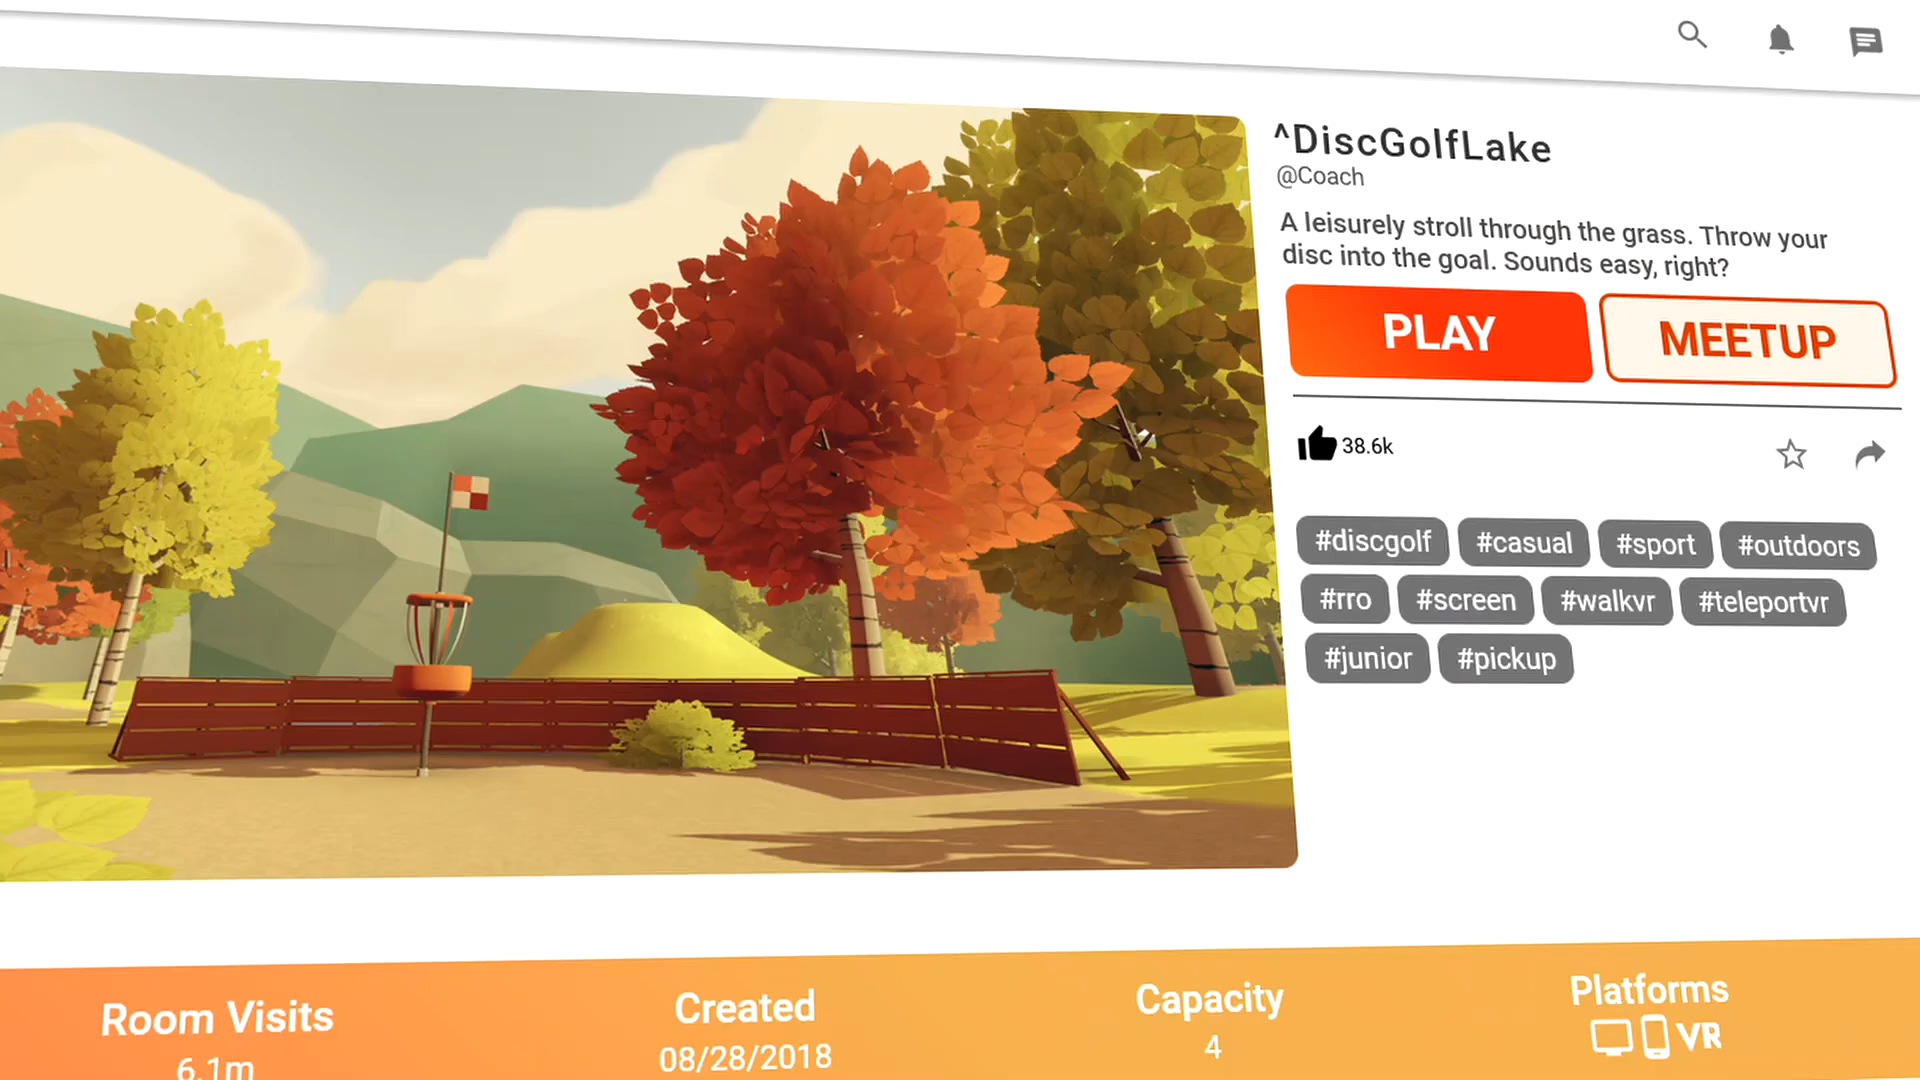 ^DiscGolfLake
@Coach
A leisurely stroll through the grass. Throw your
disc into the goal. Sounds easy, right?
PLAY
MEETUP
38.6k
#discgolf #casual #sport #outdoors
#rro #screen #walkvr #teleportvr
#junior #pickup
Room Visits
6.1m
Created
08/28/2018
Capacity
4
Platforms
VR